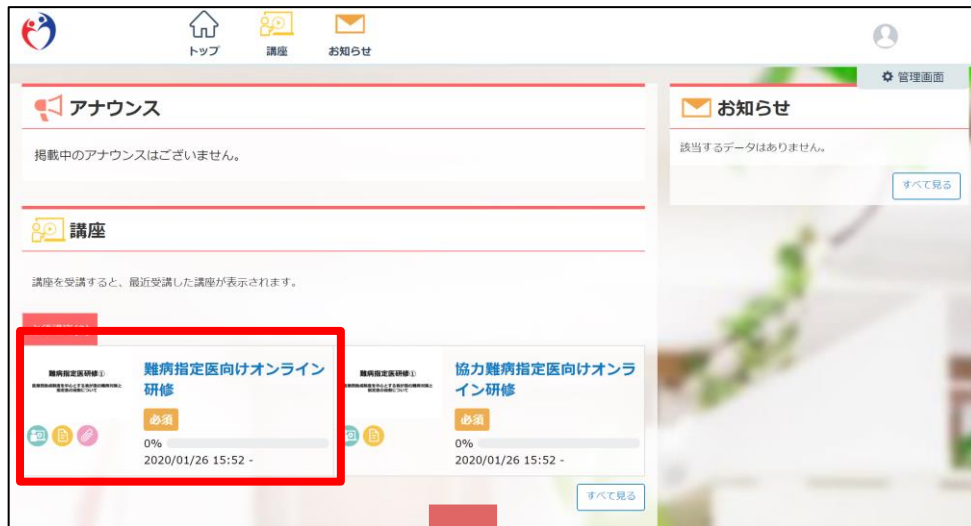 トップ
講座
お知らせ
管理画面
アナウンス
掲載中のアナウンスはございません。
お知らせ
該当するデータはありません。
すべて見る
講座
講座を受講すると、最近受講した講座が表示されます。
難病指定医研修①
難病指定医向けオンライン
研修
必須
0%
2020/01/26 15:52 -
難病指定医研修①
協力難病指定医向けオンラ
イン研修
必須
0%
2020/01/26 15:52 -
すべて見る